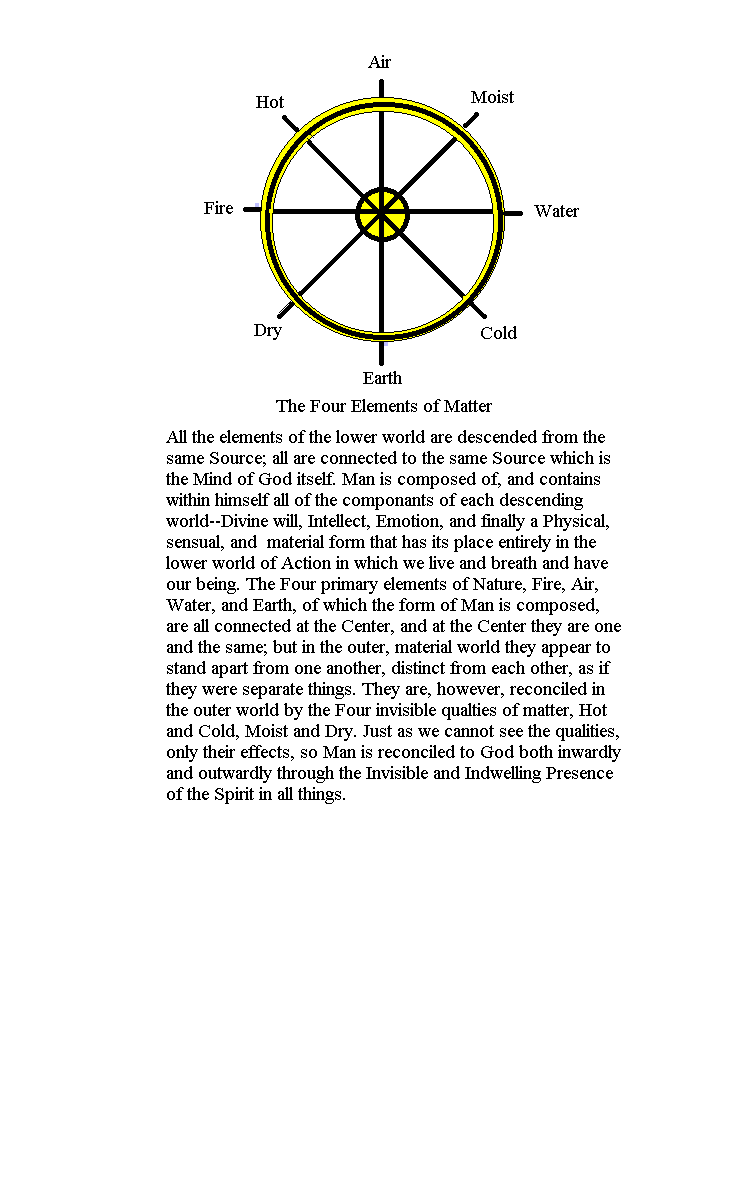 Air
Hot
Moist
Fire
Water
Dry
Cold
Earth
The Four Elements of Matter
All the elements of the lower world are descended from the
same Source; all are connected to the same Source which is
the Mind of God itself. Man is composed of, and contains
within himself all of the componants of each descending
world--Divine will, Intellect, Emotion, and finally a Physical,
sensual, and  material form that has its place entirely in the
lower world of Action in which we live and breath and have
our being. The Four primary elements of Nature, Fire, Air,
Water, and Earth, of which the form of Man is composed,
are all connected at the Center, and at the Center they are one
and the same; but in the outer, material world they appear to
stand apart from one another, distinct from each other, as if
they were separate things. They are, however, reconciled in
the outer world by the Four invisible qualties of matter, Hot
and Cold, Moist and Dry. Just as we cannot see the qualities,
only their effects, so Man is reconciled to God both inwardly
and outwardly through the Invisible and Indwelling Presence
of the Spirit in all things.